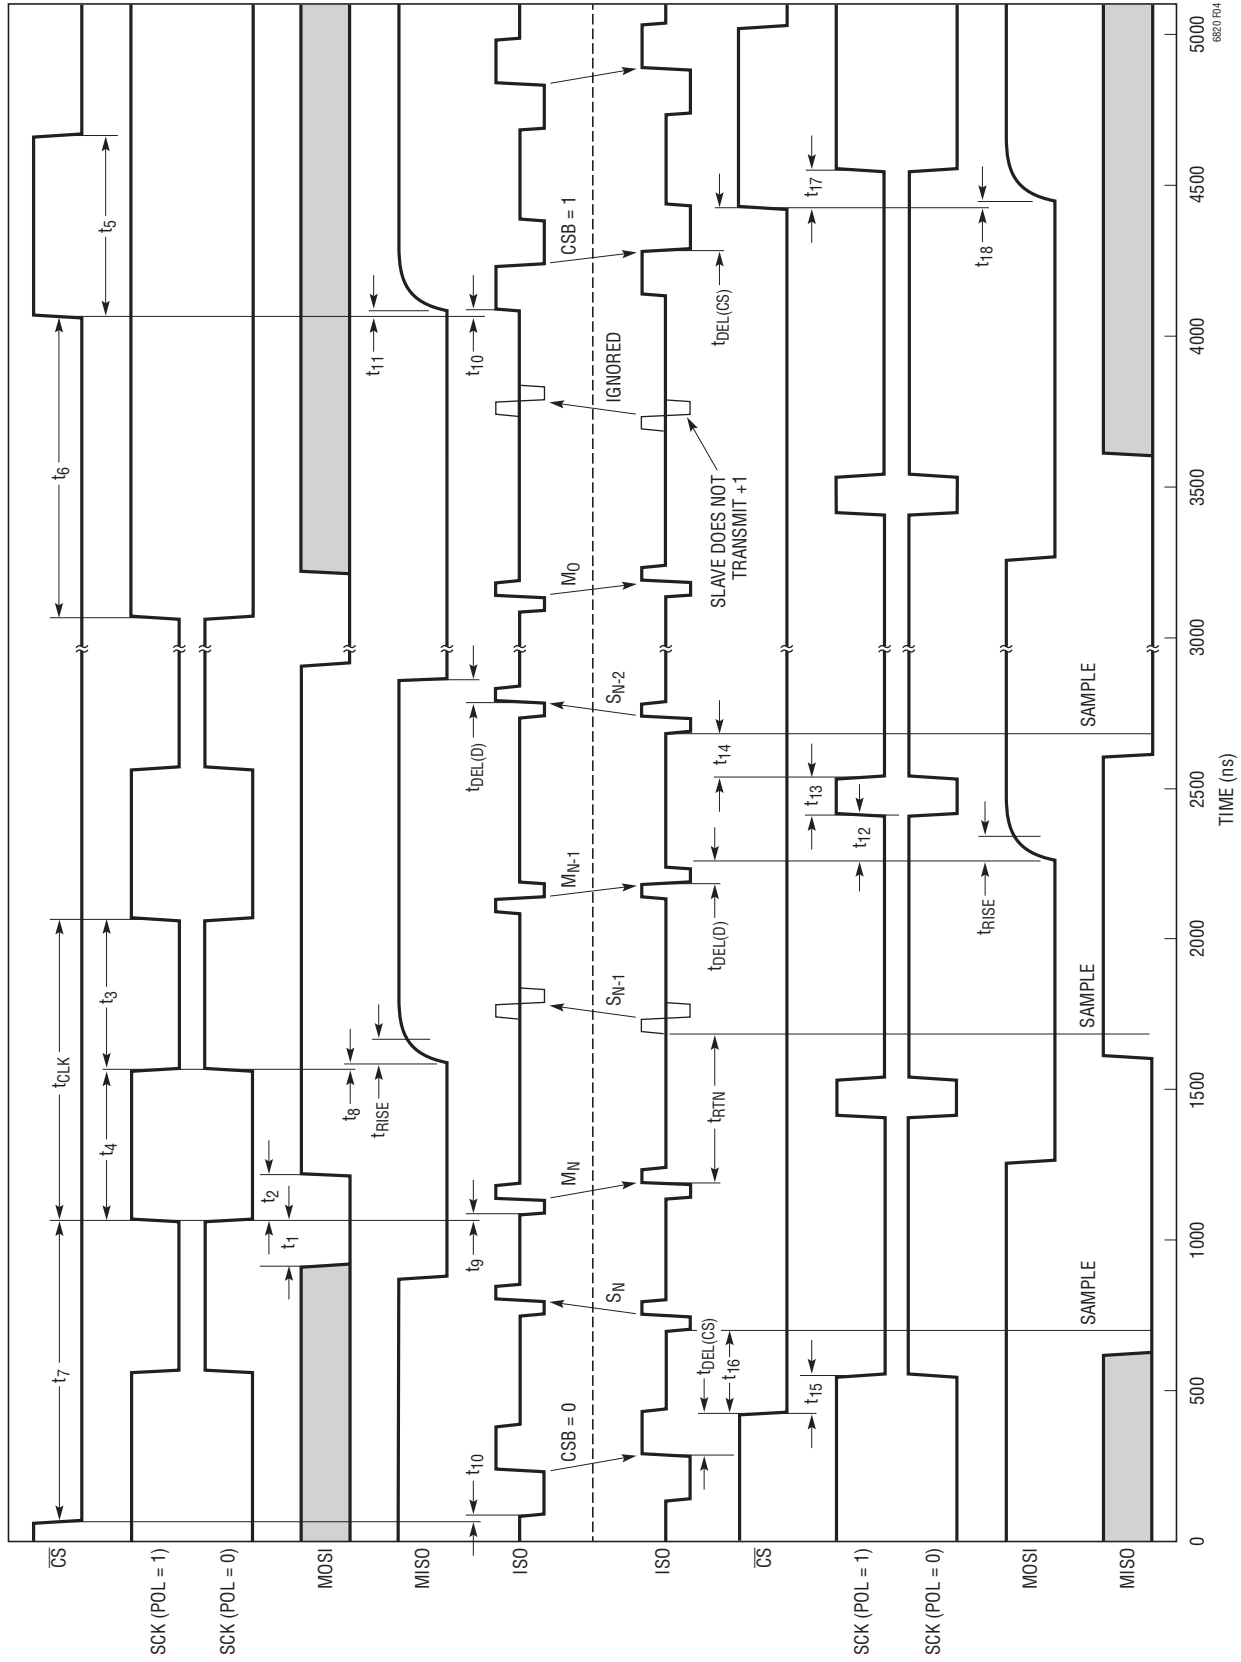 CS
t7
t6
t5
SCK (POL = 1)
SCK (POL = 0)
t4
tCLK
t3
MOSI
t1
t2
MISO
t8
tRISE
t11
ISO
t10
t9
tDEL(D)
t10
CSB = 0
SN
MN
SN-1
MN-1
SN-2
MO
IGNORED
CSB = 1
ISO
SLAVE DOES NOT
TRANSMIT +1
tDEL(CS)
t16
tRTN
tDEL(D)
t14
tDEL(CS)
CS
SCK (POL = 1)
SCK (POL = 0)
t15
t12
t13
t17
MOSI
tRISE
t18
MISO
SAMPLE
SAMPLE
SAMPLE
0
500
1000
1500
2000
2500
3000
3500
4000
4500
5000
TIME (ns)
6820 F04